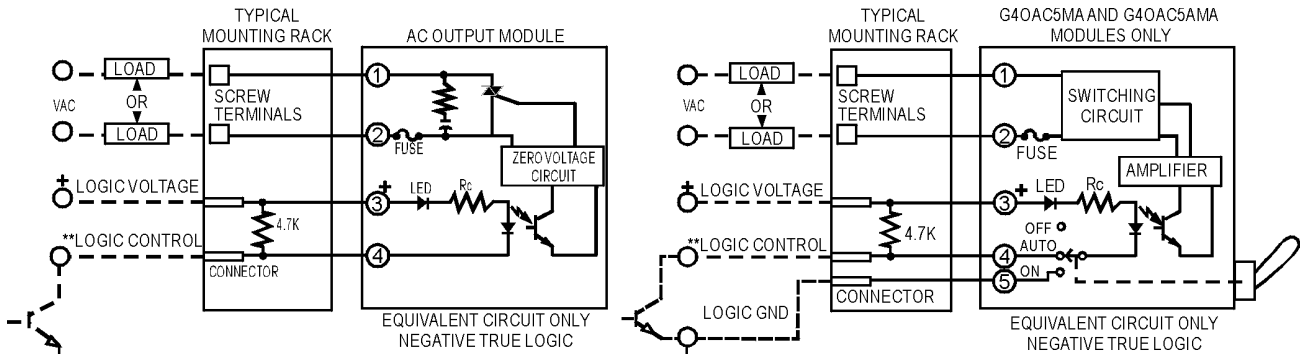 TYPICAL
MOUNTING RACK
AC OUTPUT MODULE
LOAD
VAC
OR
LOAD
SCREW
TERMINALS
1
2
FUSE
ZERO VOLTAGE
CIRCUIT
+
LOGIC VOLTAGE
4.7K
+
3
LED
Rc
**LOGIC CONTROL
CONNECTOR
4
EQUIVALENT CIRCUIT ONLY
NEGATIVE TRUE LOGIC
TYPICAL
MOUNTING RACK
G4OAC5MA AND G4OAC5AMA
MODULES ONLY
LOAD
VAC
OR
LOAD
SCREW
TERMINALS
1
2
FUSE
SWITCHING
CIRCUIT
AMPLIFIER
+
LOGIC VOLTAGE
4.7K
3
+
LED
Rc
OFF
**LOGIC CONTROL
4
AUTO
5
ON
LOGIC GND
CONNECTOR
EQUIVALENT CIRCUIT ONLY
NEGATIVE TRUE LOGIC